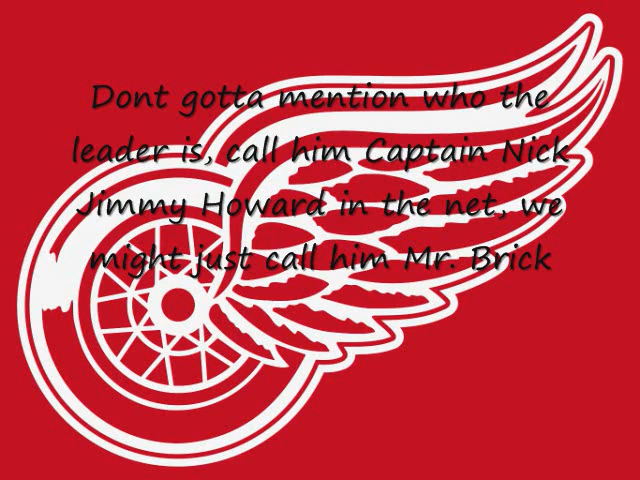 Dont gotta mention who the
leader is, call him Captain Nick
Jimmy Howard in the net, we
might just call him Mr. Brick